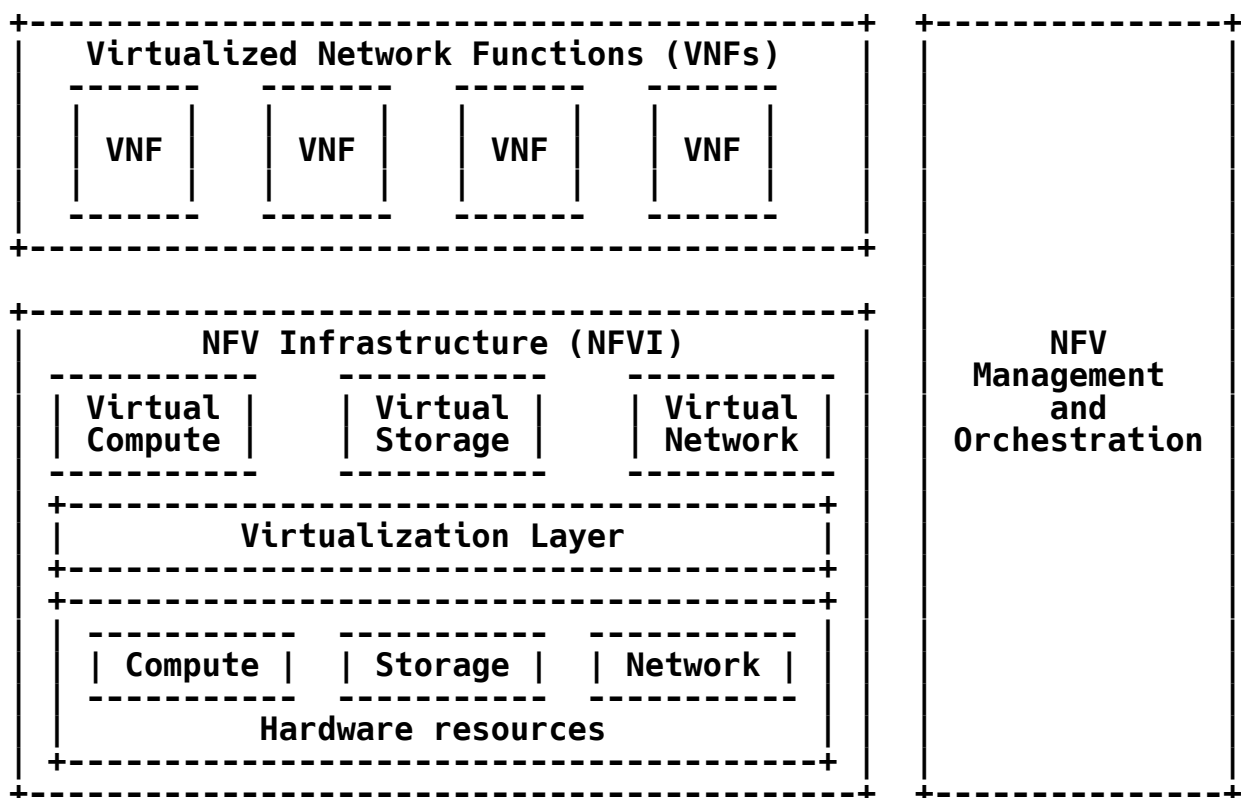 Virtualized Network Functions (VNFs)
VNF VNF VNF VNF
NFV Infrastructure (NFVI)
Virtual Compute
Virtual Storage
Virtual Network
Virtualization Layer
Compute Storage Network
Hardware resources
NFV
Management
and
Orchestration